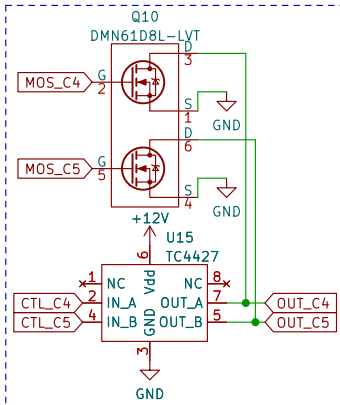 Q10
DMN61D8L-LVT
D
3
MOS_C4
G
2
S
1
GND
D
6
MOS_C5
G
5
S
4
GND
+12V
U15
TC4427
6
Vdd
1 NC
NC 8
CTL_C4 2 IN_A
OUT_A 7 OUT_C4
CTL_C5 4 IN_B
OUT_B 5 OUT_C5
GND
3
GND